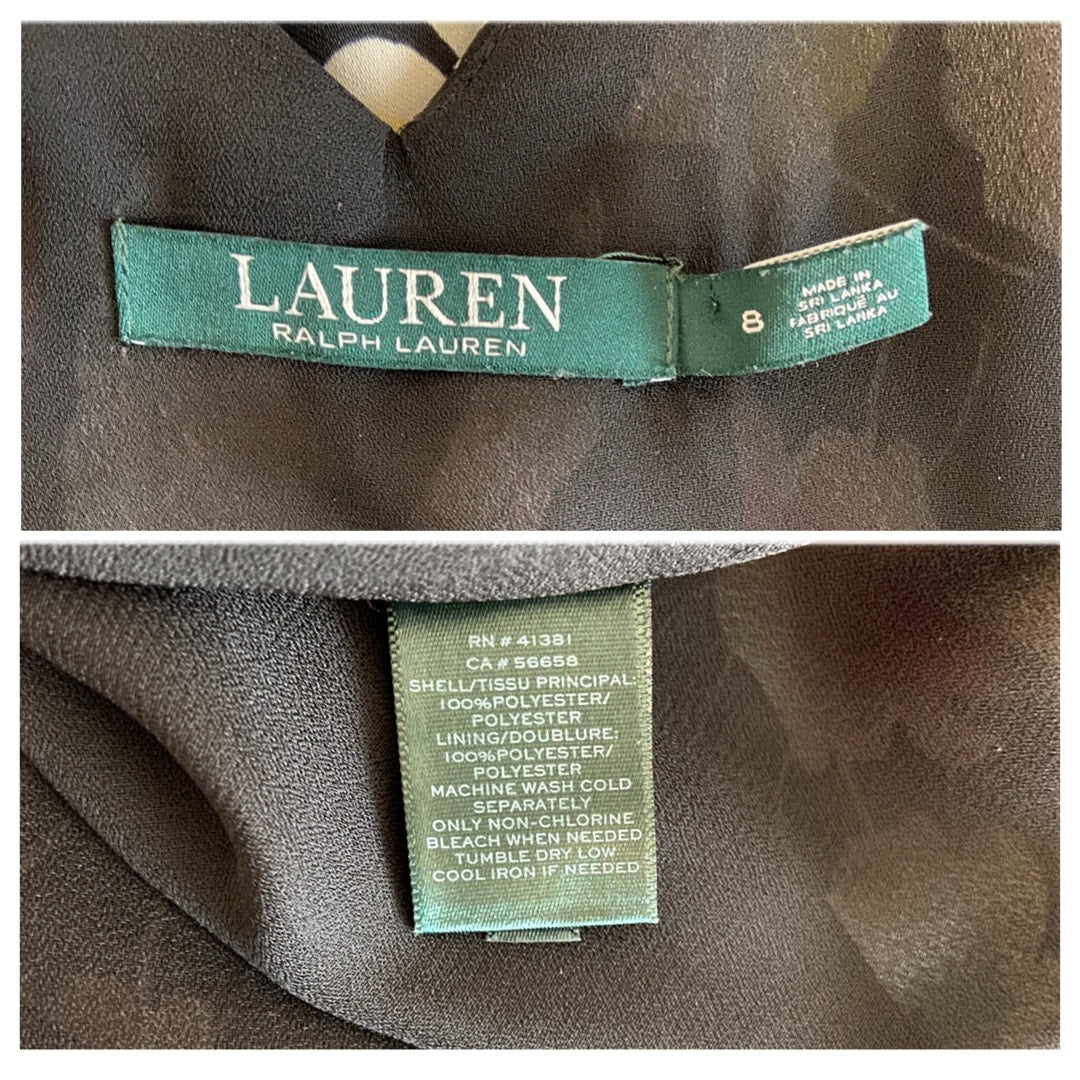 LAUREN
RALPH LAUREN
8
MADE IN
SRI LANKA
FABRIQUÉ AU
SRI LANKA
RN # 41381
CA # 56658
SHELL/TISSU PRINCIPAL:
100%POLYESTER/
POLYESTER
LINING/DOUBLURE:
100%POLYESTER/
POLYESTER
MACHINE WASH COLD
SEPARATELY
ONLY NON-CHLORINE
BLEACH WHEN NEEDED
TUMBLE DRY LOW
COOL IRON IF NEEDED